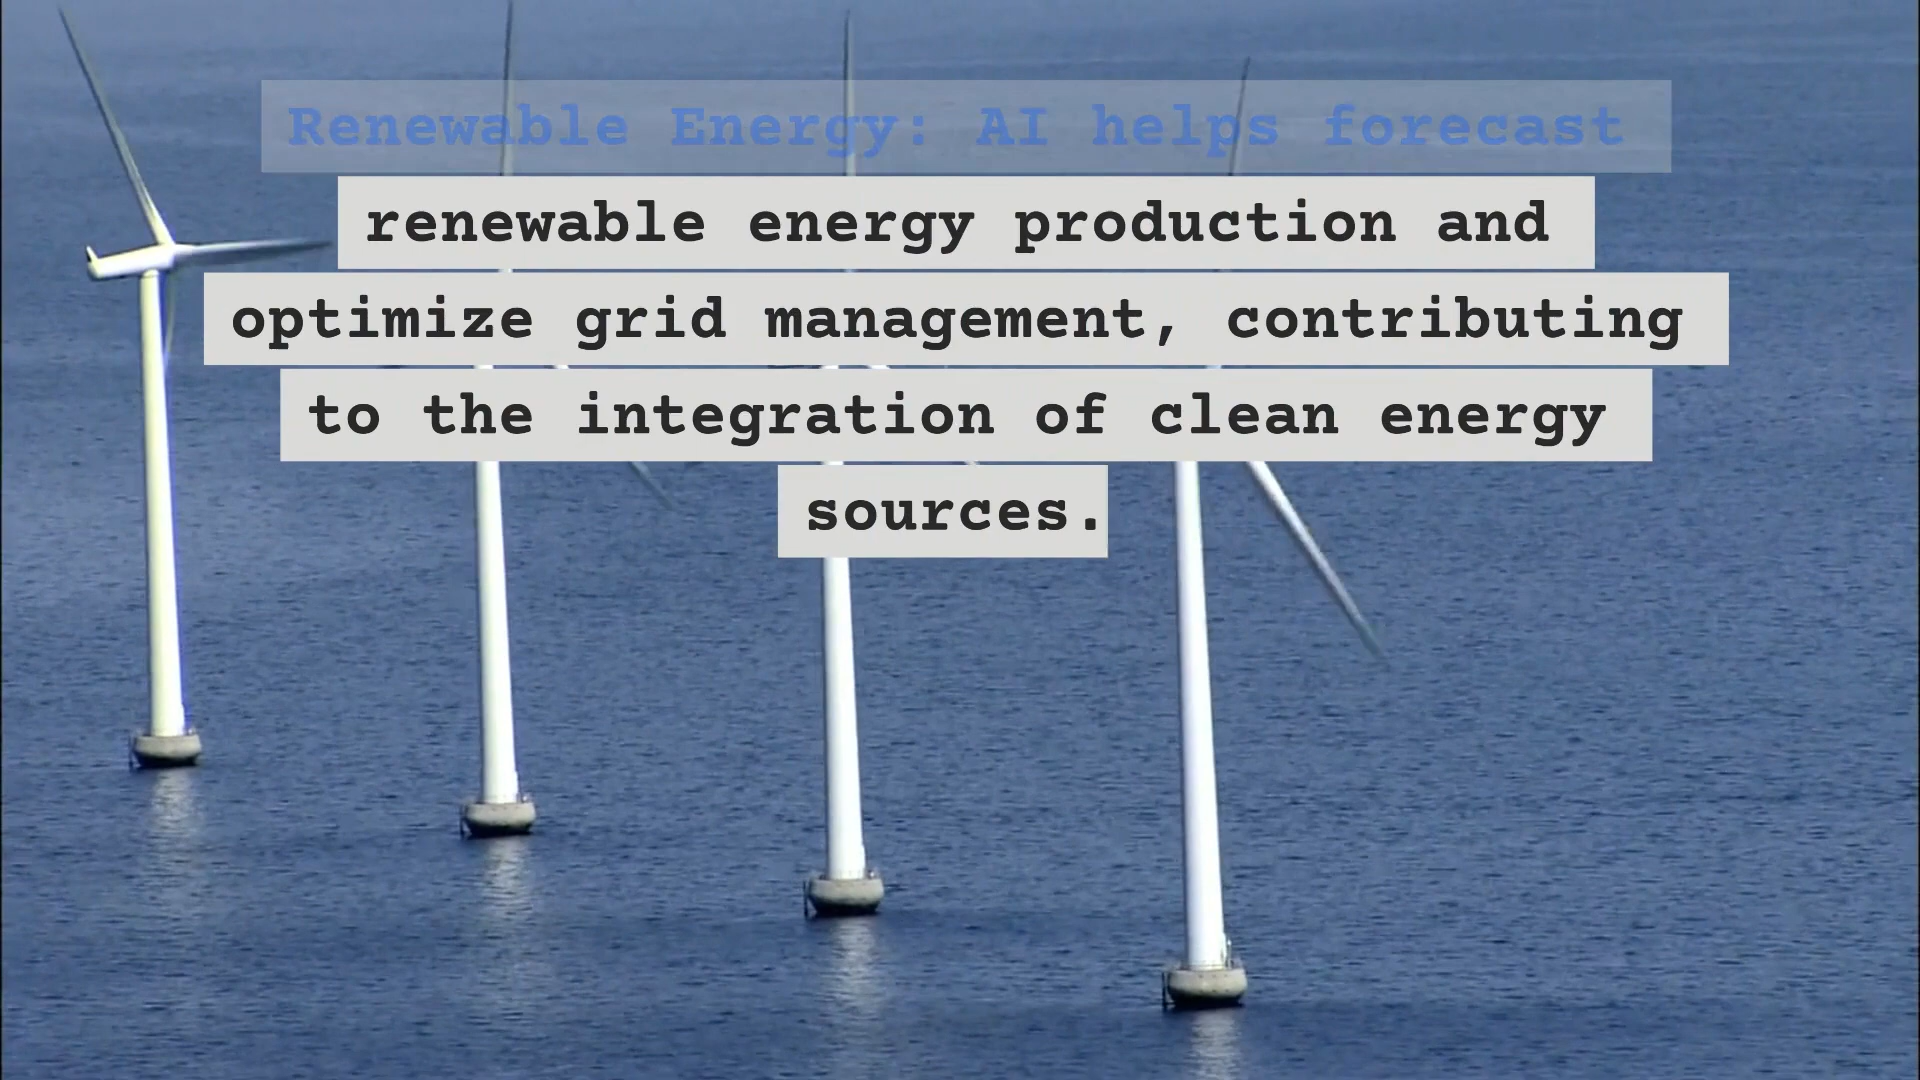 Renewable Energy: AI helps forecast
renewable energy production and
optimize grid management, contributing
to the integration of clean energy
sources.